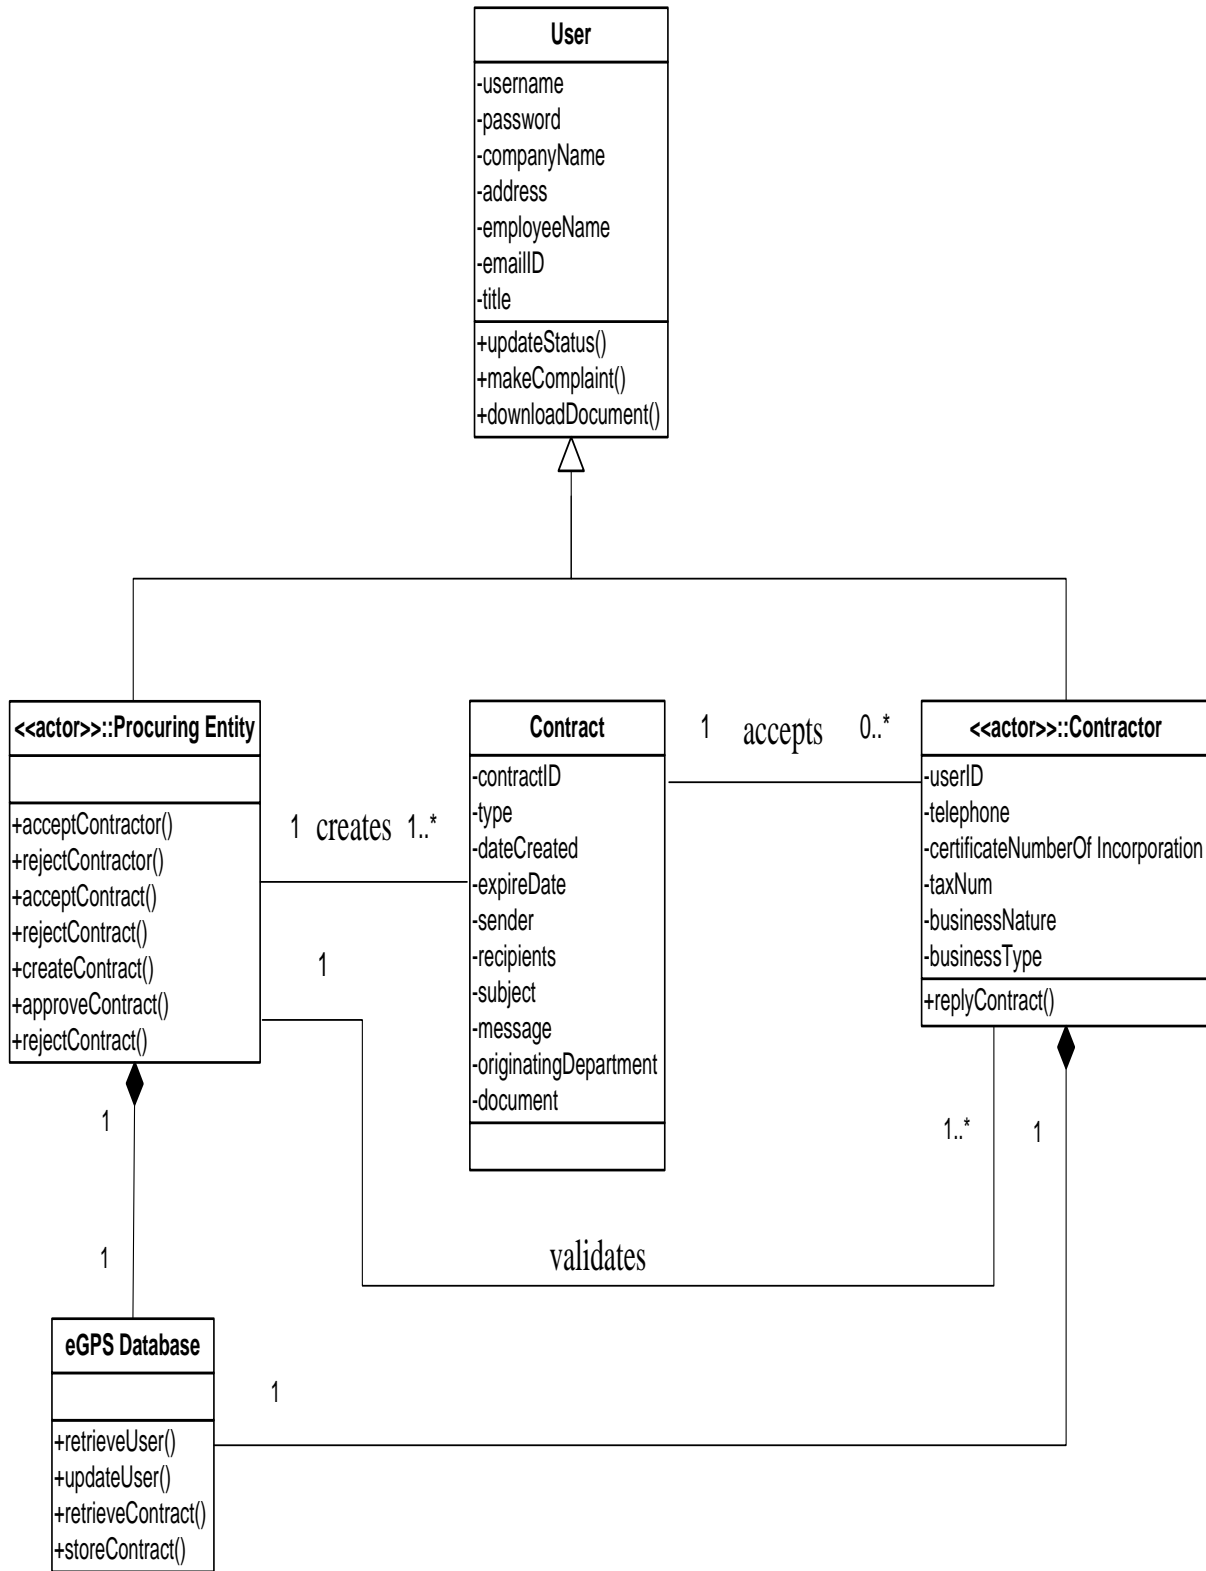 User
-username
-password
-companyName
-address
-employeeName
-emailID
-title
+updateStatus()
+makeComplaint()
+downloadDocument()
<<actor>>::Procuring Entity
+acceptContractor()
+rejectContractor()
+acceptContract()
+rejectContract()
+createContract()
+approveContract()
+rejectContract()
1 creates 1..*
1
Contract
-contractID
-type
-dateCreated
-expireDate
-sender
-recipients
-subject
-message
-originatingDepartment
-document
1 accepts 0..*
<<actor>>::Contractor
-userID
-telephone
-certificateNumberOf Incorporation
-taxNum
-businessNature
-businessType
+replyContract()
1
1..*
1
1
validates
eGPS Database
+retrieveUser()
+updateUser()
+retrieveContract()
+storeContract()
1